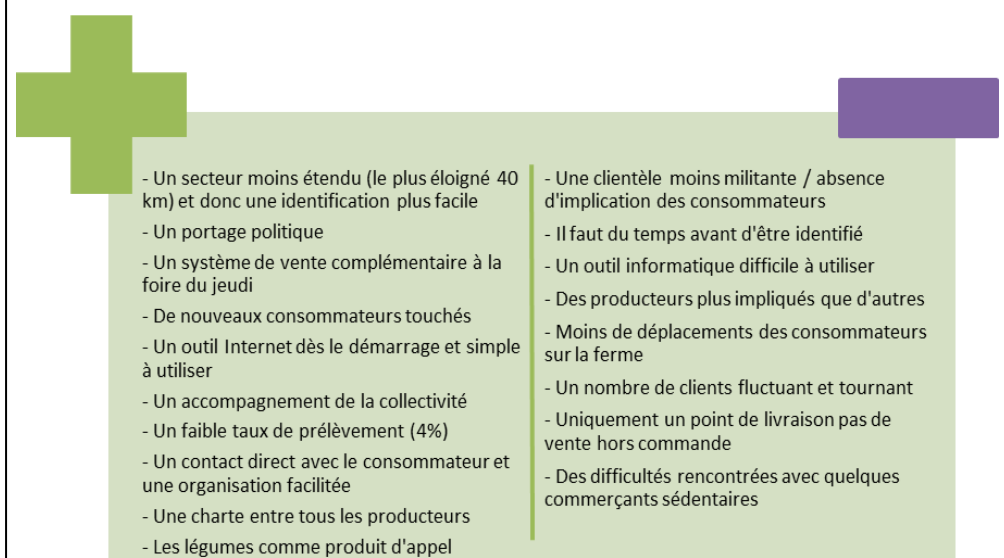 - Un secteur moins étendu (le plus éloigné 40
km) et donc une identification plus facile
- Un portage politique
- Un système de vente complémentaire à la
foire du jeudi
- De nouveaux consommateurs touchés
- Un outil Internet dès le démarrage et simple
à utiliser
- Un accompagnement de la collectivité
- Un faible taux de prélèvement (4%)
- Un contact direct avec le consommateur et
une organisation facilitée
- Une charte entre tous les producteurs
- Les légumes comme produit d'appel
- Une clientèle moins militante / absence
d'implication des consommateurs
- Il faut du temps avant d'être identifié
- Un outil informatique difficile à utiliser
- Des producteurs plus impliqués que d'autres
- Moins de déplacements des consommateurs
sur la ferme
- Un nombre de clients fluctuant et tournant
- Uniquement un point de livraison pas de
vente hors commande
- Des difficultés rencontrées avec quelques
commerçants sédentaires